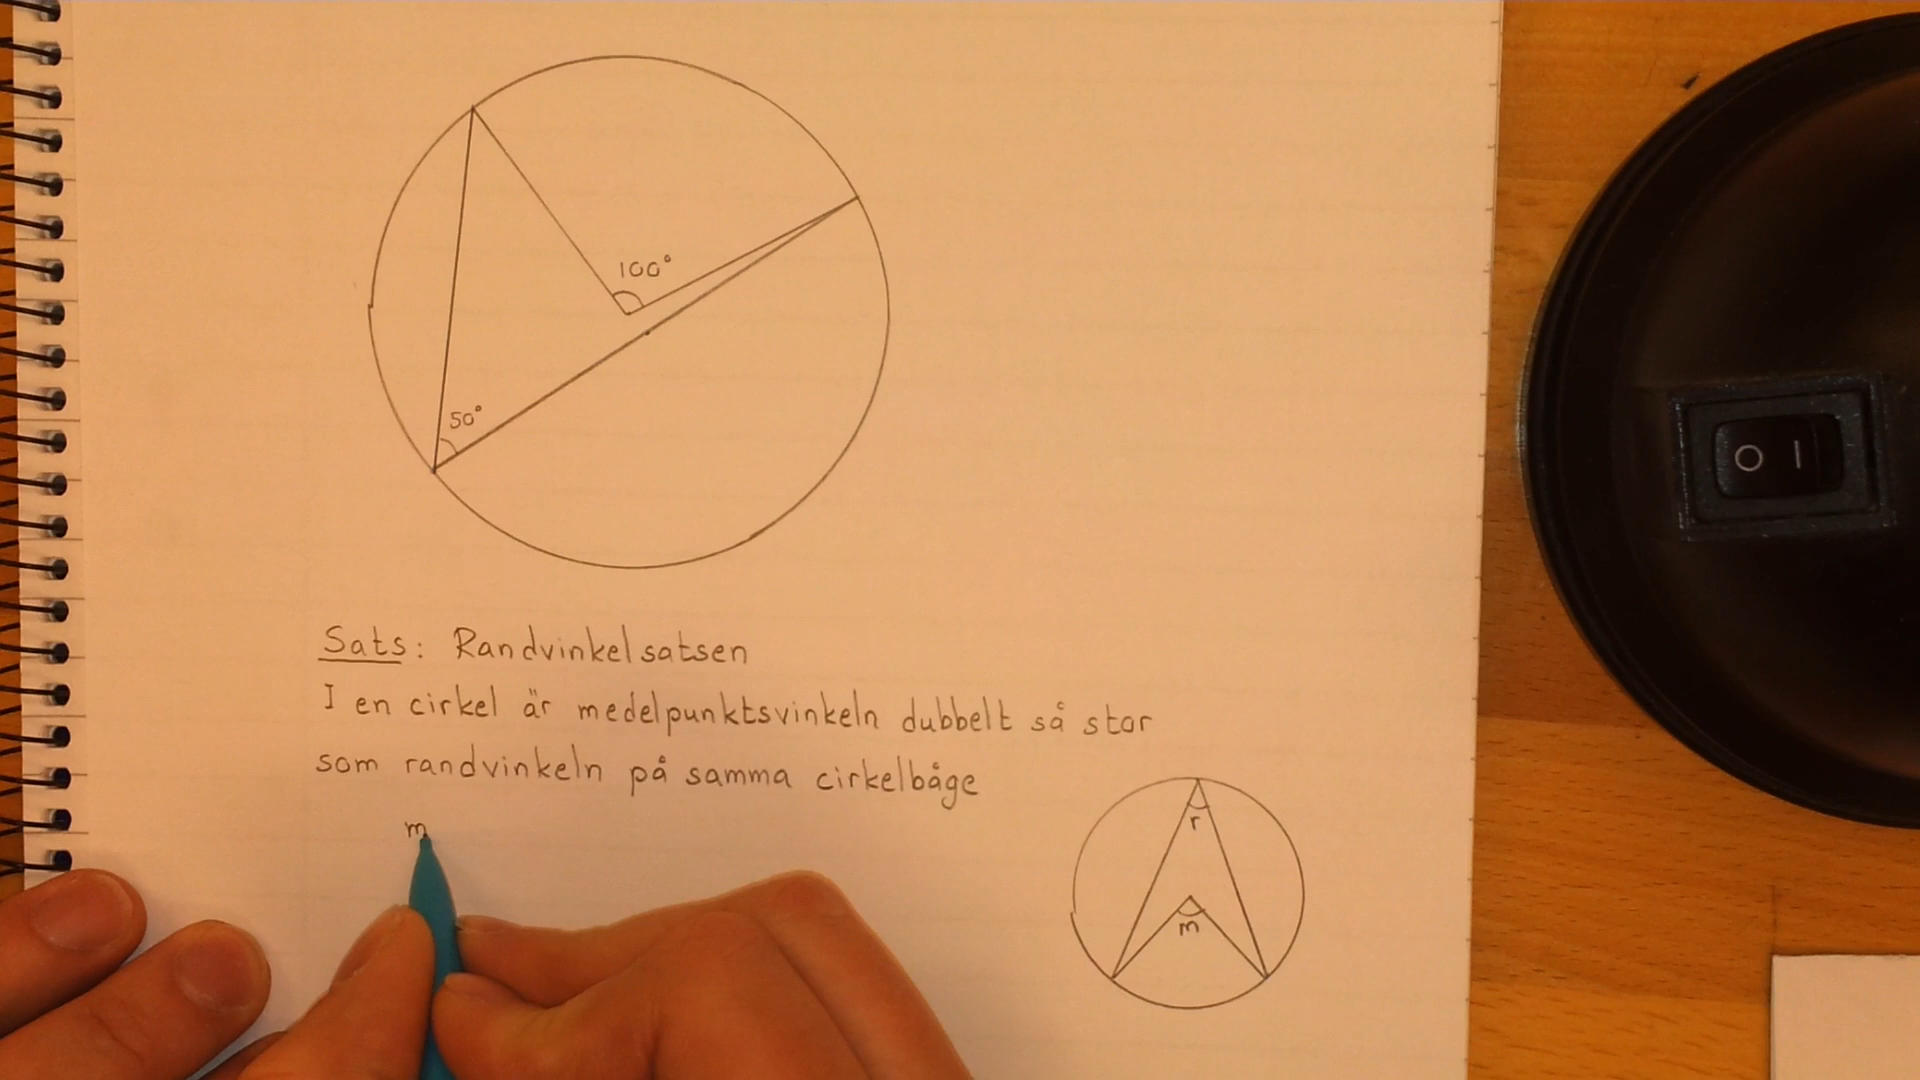 100°
50°
Sats: Randvinkelsatsen
I en cirkel är medelpunktsvinkeln dubbelt så stor
som randvinkeln på samma cirkelbåge
m
r
m
O I